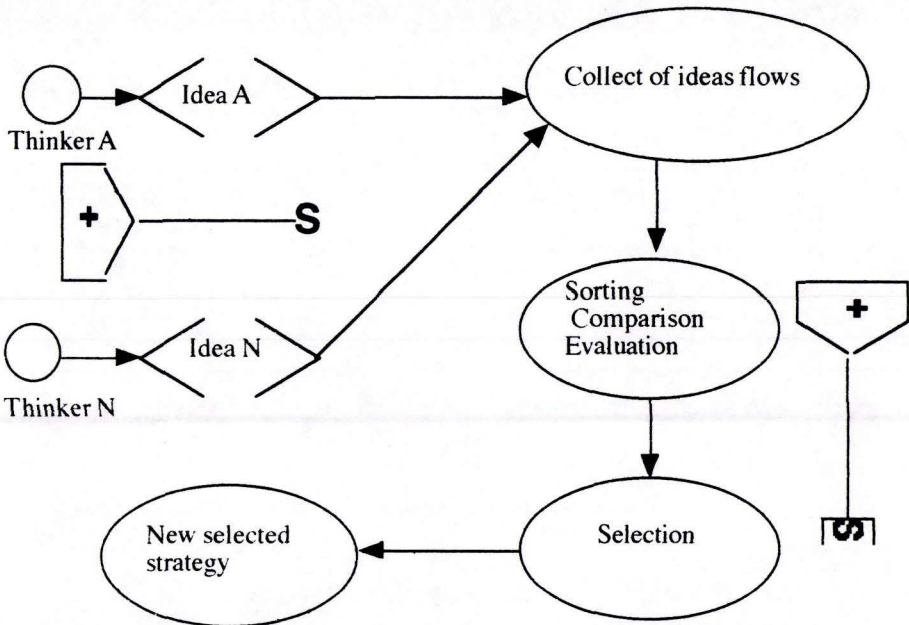 Idea A
Thinker A
Collect of ideas flows
+
S
Idea N
Thinker N
Sorting
Comparison
Evaluation
+
S
Selection
New selected
strategy